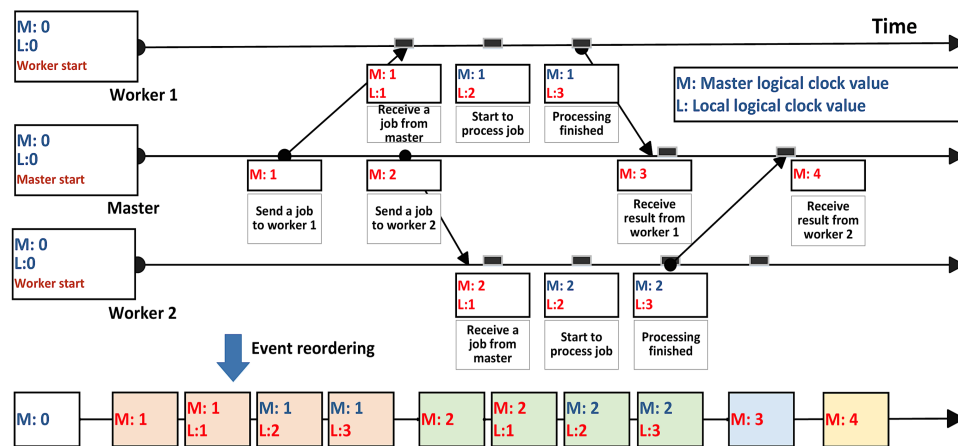 M: 0
L:0
Worker start
Worker 1
Time
M: 1
L:1
Receive a
job from
master
M: 1
L:2
Start to
process job
M: 1
L:3
Processing
finished
M: Master logical clock value
L: Local logical clock value
M: 0
L:0
Master start
Master
M: 1
Send a job
to worker 1
M: 2
Send a job
to worker 2
M: 3
Receive
result from
worker 1
M: 4
Receive
result from
worker 2
M: 0
L:0
Worker start
Worker 2
M: 2
L:1
Receive a
job from
master
M: 2
L:2
Start to
process job
M: 2
L:3
Processing
finished
Event reordering
M: 0
M: 1
M: 1
L:1
M: 1
L:2
M: 1
L:3
M: 2
M: 2
L:1
M: 2
L:2
M: 2
L:3
M: 3
M: 4